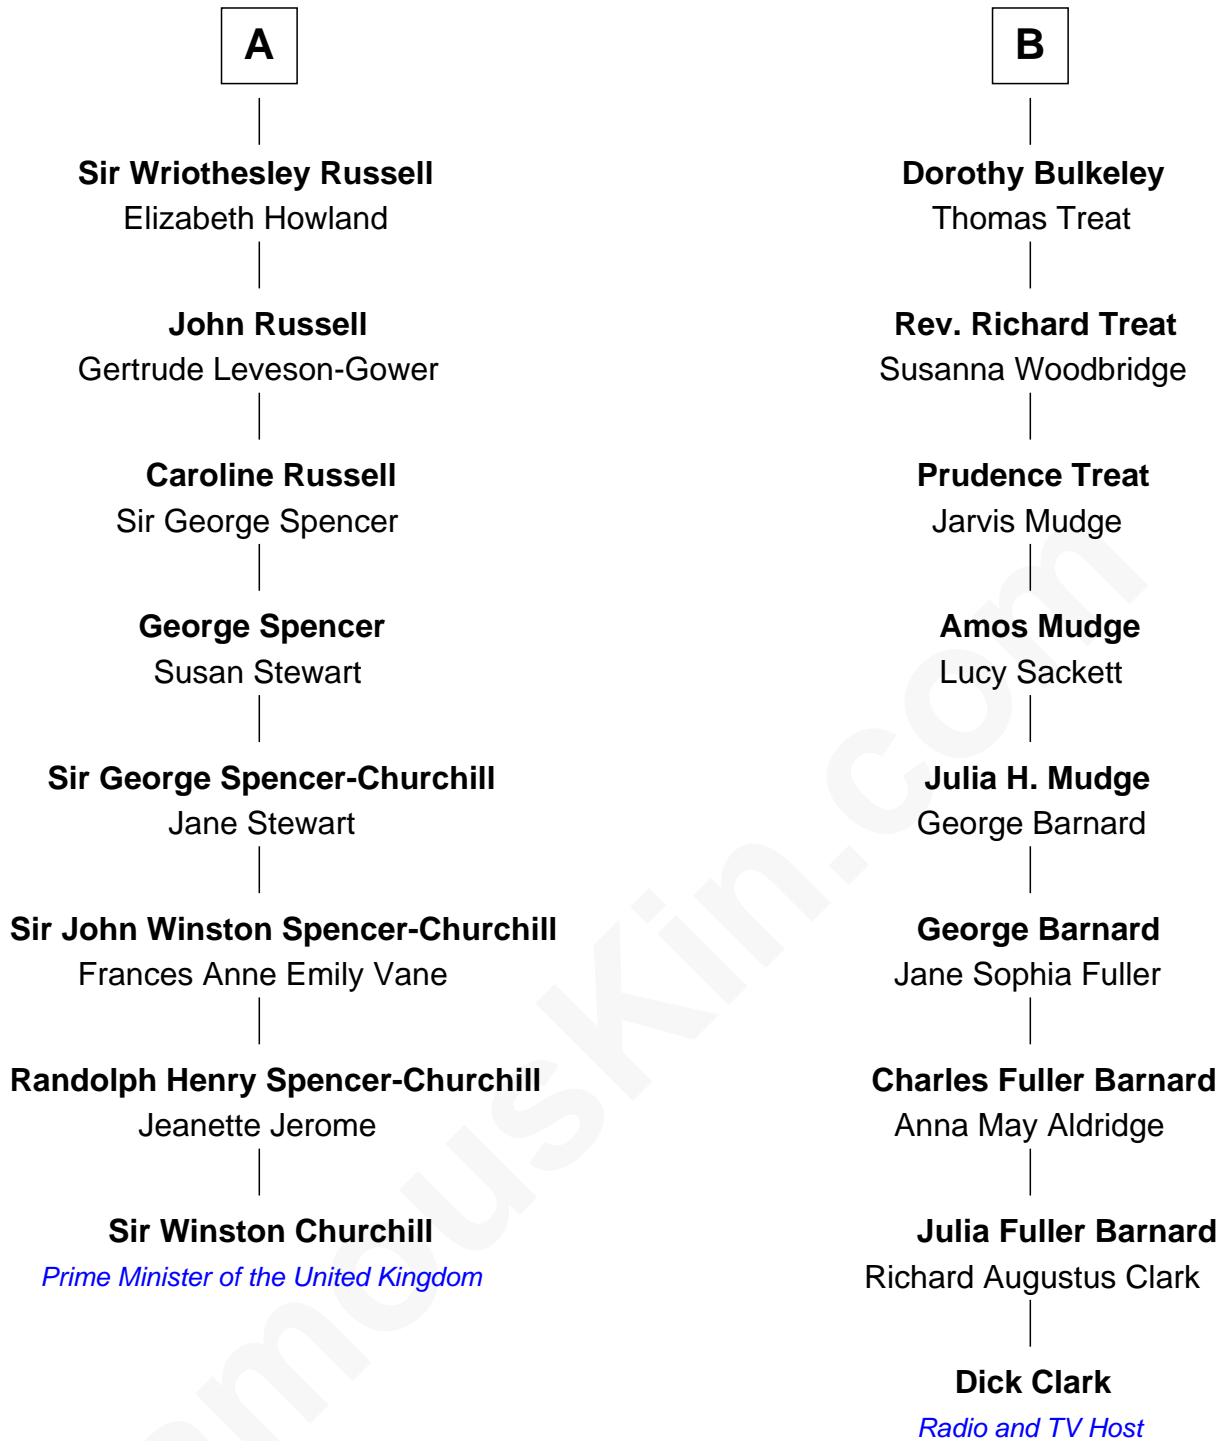 A
Sir Wriothesley Russell
Elizabeth Howland
John Russell
Gertrude Leveson-Gower
Caroline Russell
Sir George Spencer
George Spencer
Susan Stewart
Sir George Spencer-Churchill
Jane Stewart
Sir John Winston Spencer-Churchill
Frances Anne Emily Vane
Randolph Henry Spencer-Churchill
Jeanette Jerome
Sir Winston Churchill
Prime Minister of the United Kingdom
B
Dorothy Bulkeley
Thomas Treat
Rev. Richard Treat
Susanna Woodbridge
Prudence Treat
Jarvis Mudge
Amos Mudge
Lucy Sackett
Julia H. Mudge
George Barnard
George Barnard
Jane Sophia Fuller
Charles Fuller Barnard
Anna May Aldridge
Julia Fuller Barnard
Richard Augustus Clark
Dick Clark
Radio and TV Host
amouskin.com